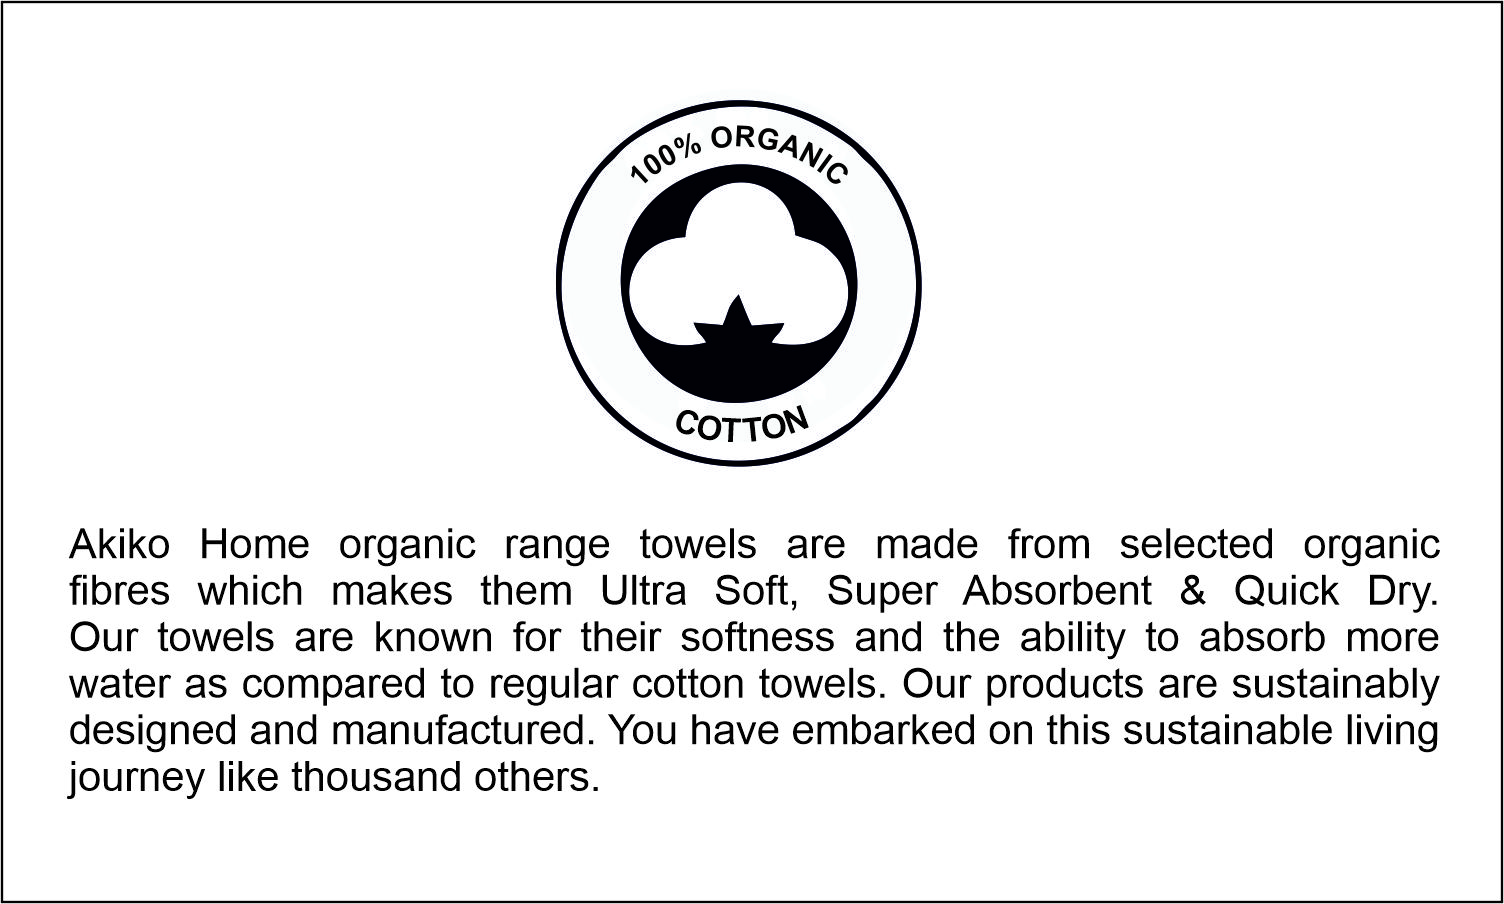 100% ORGANIC
COTTON
Akiko Home organic range towels are made from selected organic
fibres which makes them Ultra Soft, Super Absorbent & Quick Dry.
Our towels are known for their softness and the ability to absorb more
water as compared to regular cotton towels. Our products are sustainably
designed and manufactured. You have embarked on this sustainable living
journey like thousand others.